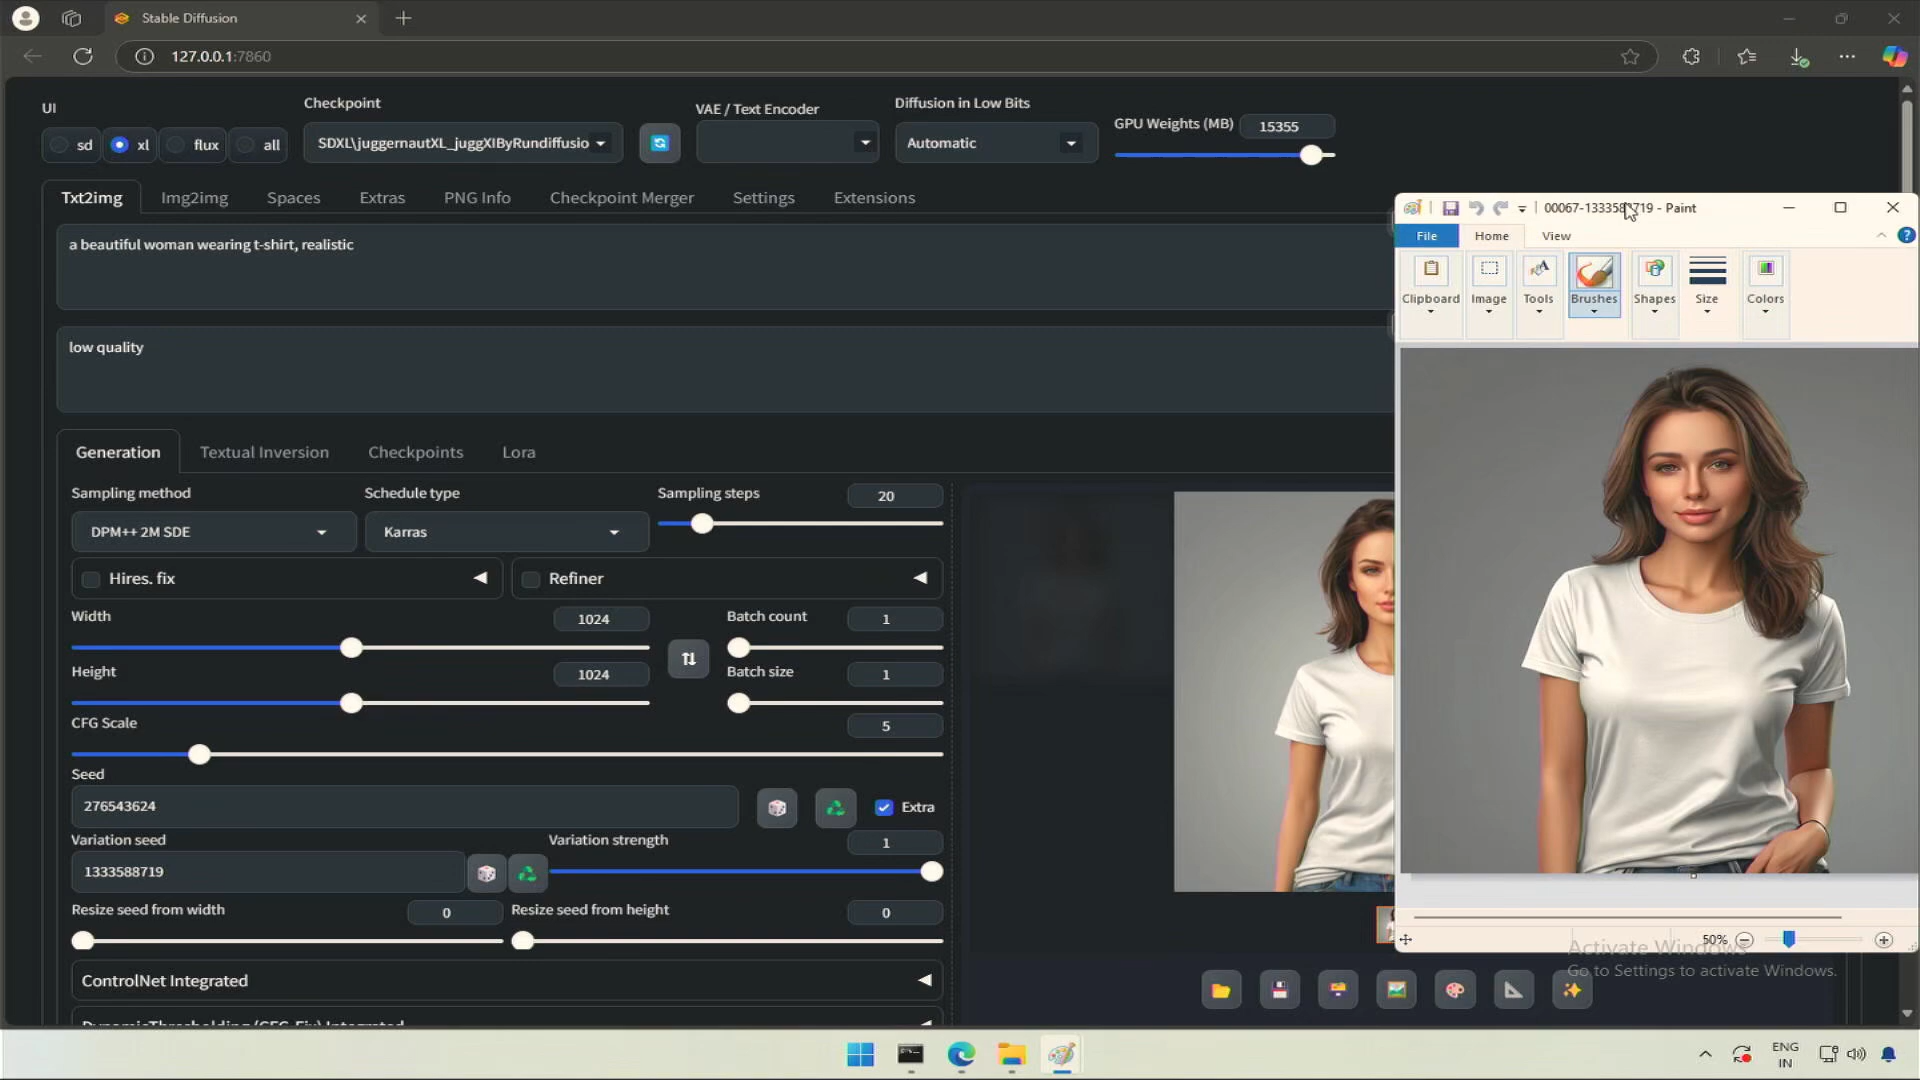 Stable Diffusion
127.0.0.1:7860
UI
sd
xl
flux
all
Checkpoint
SDXL\juggernautXL_juggXIByRundiffusio
VAE / Text Encoder
Diffusion in Low Bits
Automatic
GPU Weights (MB)
15355
Txt2img
Img2img
Spaces
Extras
PNG Info
Checkpoint Merger
Settings
Extensions
a beautiful woman wearing t-shirt, realistic
low quality
Generation
Textual Inversion
Checkpoints
Lora
Sampling method
DPM++ 2M SDE
Schedule type
Karras
Sampling steps
20
Hires. fix
Refiner
Width
1024
Height
1024
Batch count
1
Batch size
1
CFG Scale
5
Seed
276543624
Extra
Variation seed
1333588719
Variation strength
1
Resize seed from width
0
Resize seed from height
0
ControlNet Integrated
DynamicThresholding (CFG-Fix) Integrated
00067-1333588719 - Paint
File
Home
View
Clipboard
Image
Tools
Brushes
Shapes
Size
Colors
50%
Activate Windows
Go to Settings to activate Windows.
ENG
IN